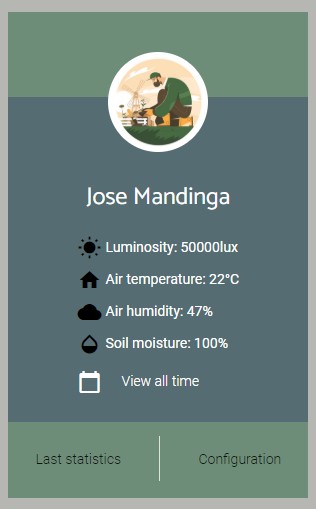 Jose Mandinga
Luminosity: 50000lux
Air temperature: 22°C
Air humidity: 47%
Soil moisture: 100%
View all time
Last statistics
Configuration